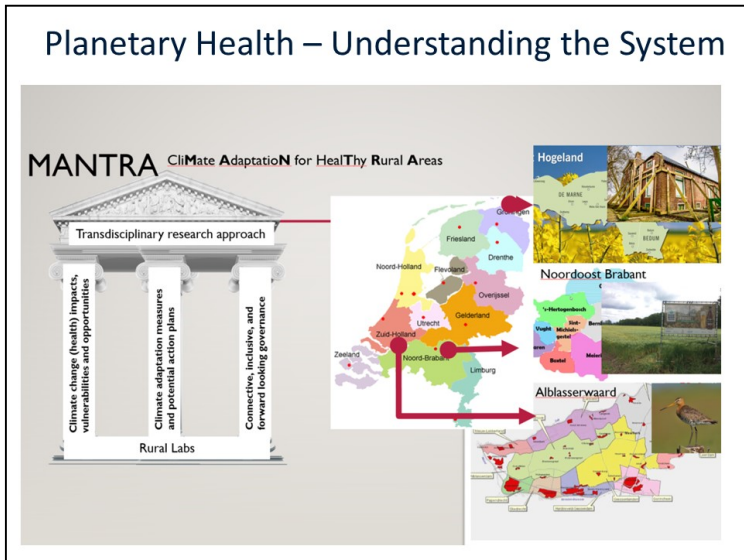 Planetary Health – Understanding the System
MANTRA CliMate AdaptatioN for HealThy Rural Areas
Transdisciplinary research approach
Climate change (health) impacts,
vulnerabilities and opportunities
Climate adaptation measures
and potential action plans
Connective, inclusive, and
forward looking governance
Rural Labs
Groningen
Friesland
Drenthe
Noord-Holland
Flevoland
Overijssel
Utrecht
Gelderland
Zuid-Holland
Zeeland
Noord-Brabant
Limburg
Hogeland
DE MARNE
BEDUM
Noordoost Brabant
's-Hertogenbosch
Vught
Sint-
Michiels-
gestel
Boxtel
Alblasserwaard